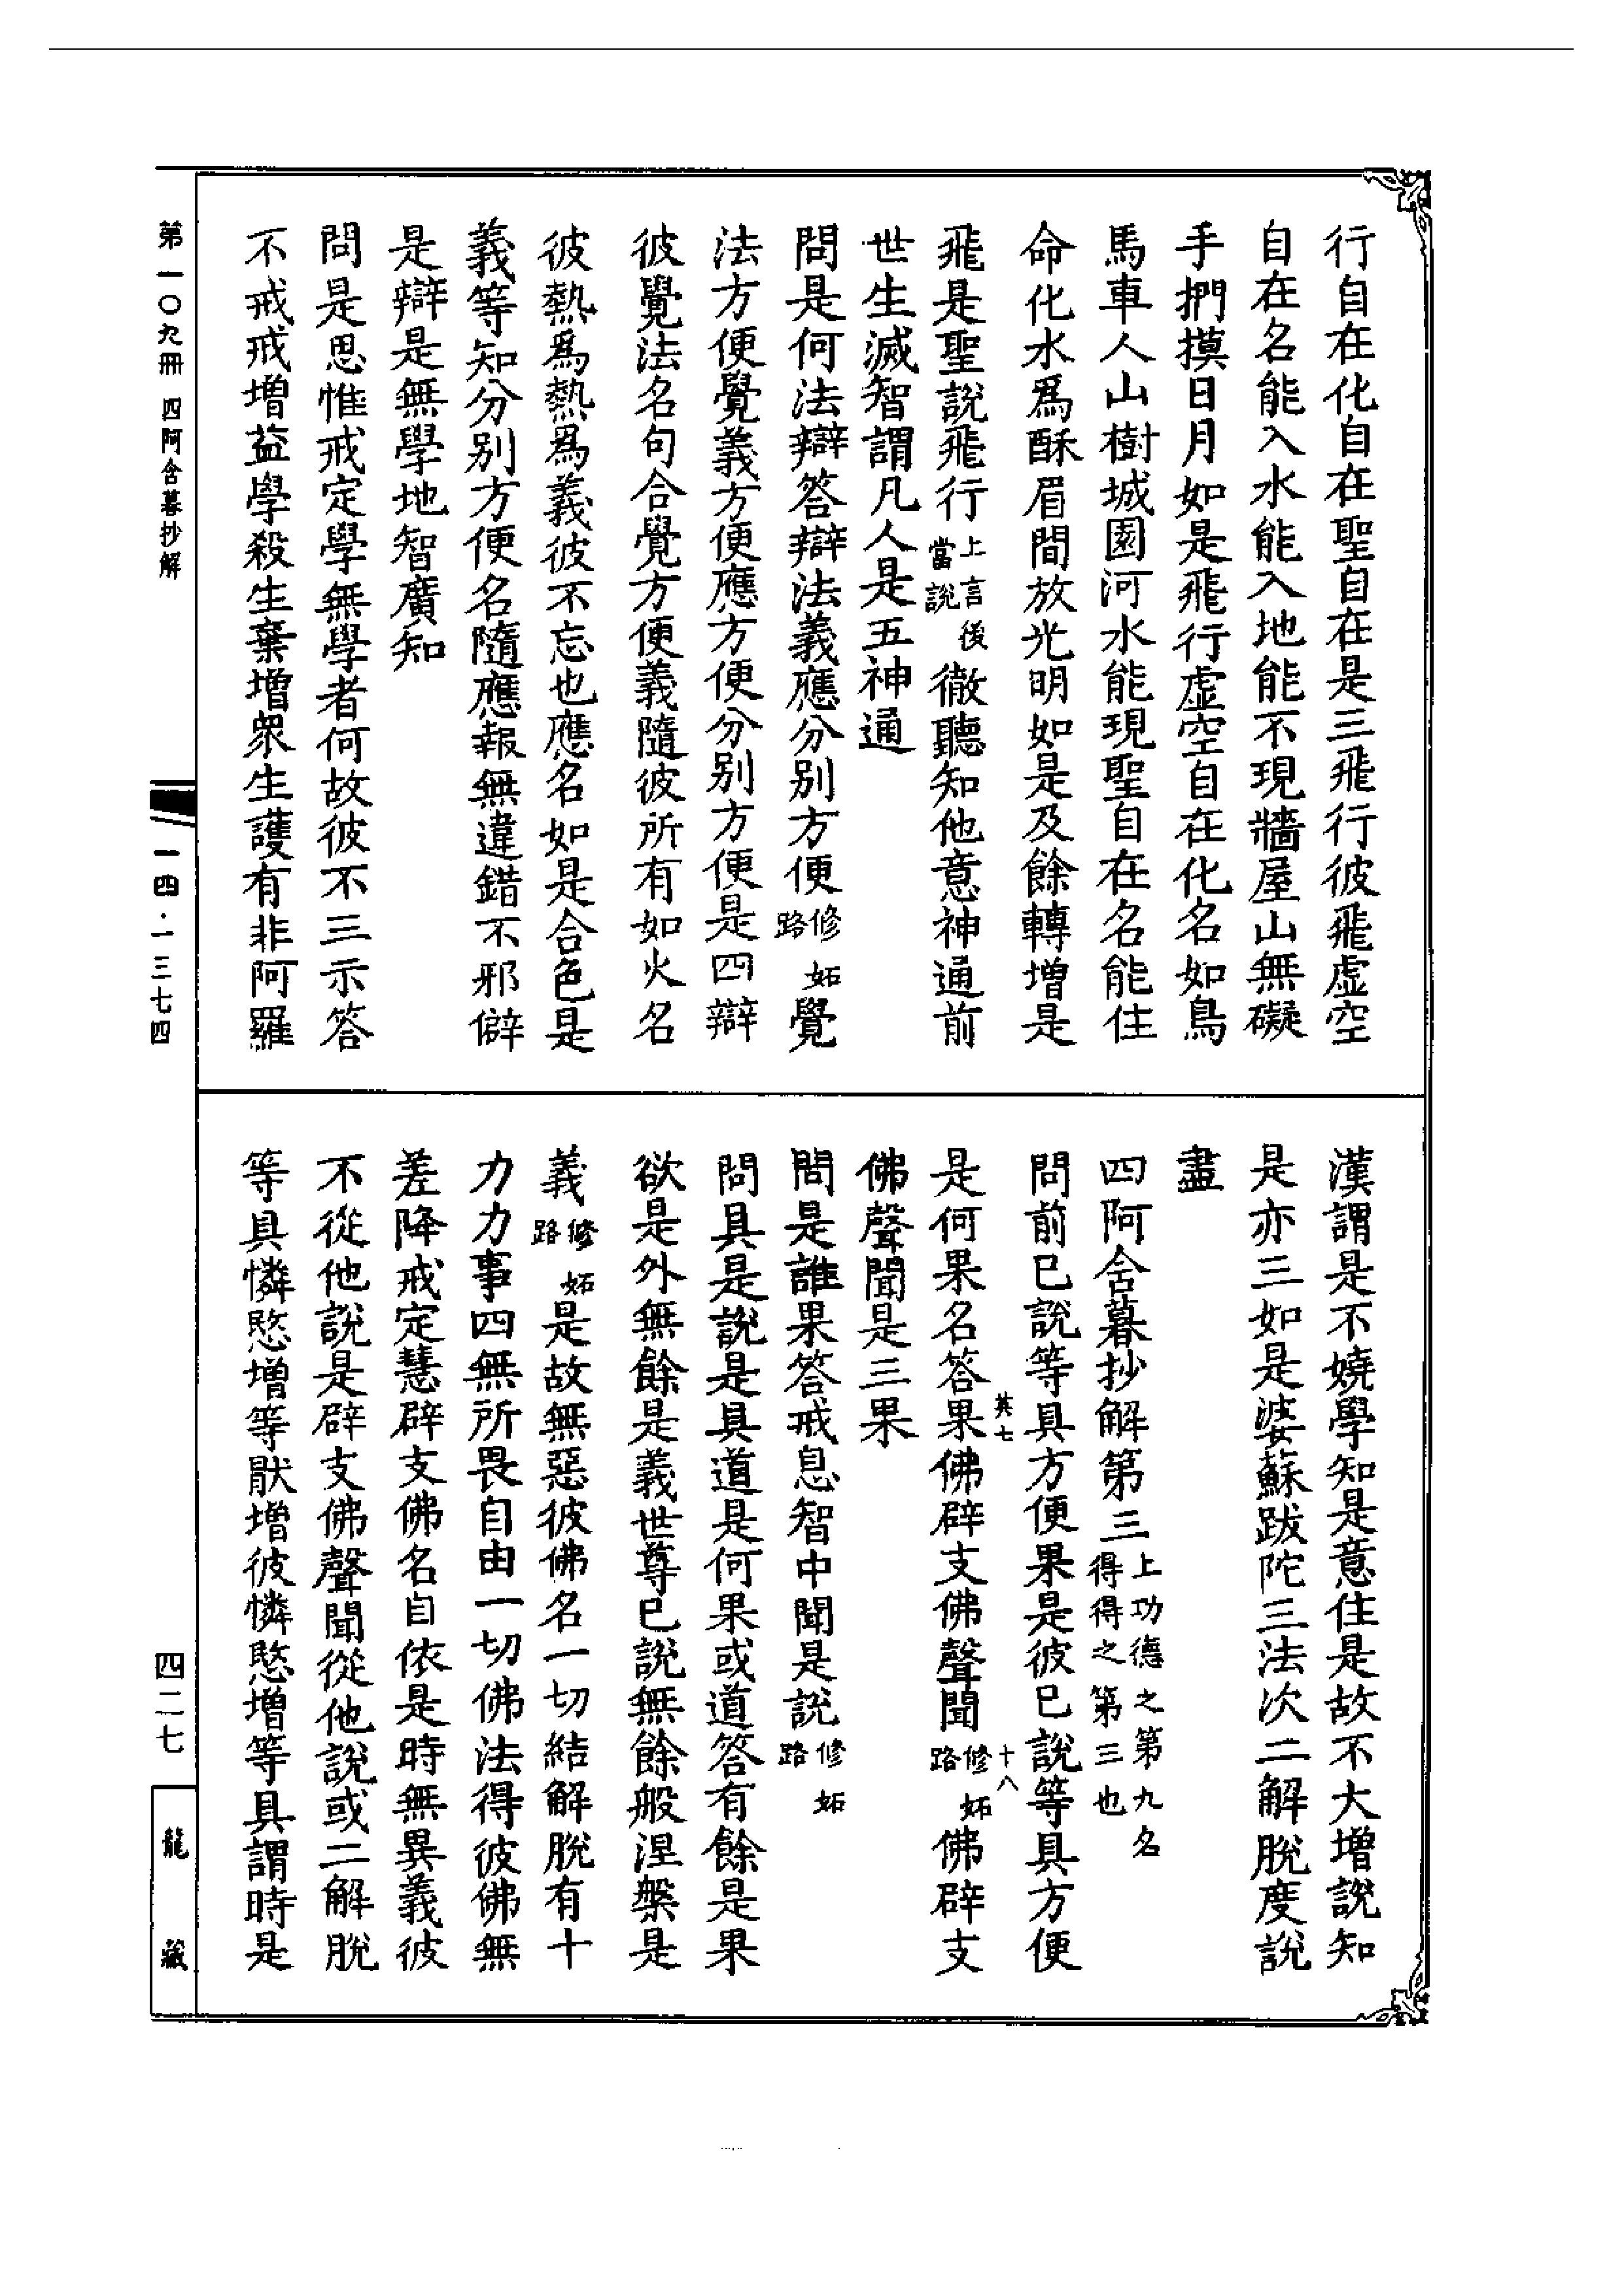 行自在化自在聖自在是三飛行彼飛虛空
自在名能入水能入地能不現牆屋山無礙
手捫摸日月如是飛行虛空自在化名如鳥
馬車人山樹城園河水能現聖自在名能住
命化水爲酥眉間放光明如是及餘轉增是
飛是聖說飛行上言後當說徹聽知他意神通前
世生滅智謂凡人是五神通
問是何法辯答辯法義應分別方便修妬路覺
法方便覺義方便應方便分別方便是四辯
彼覺法名句合覺方便義隨彼所有如火名
彼熱爲熱爲義彼不忘也應名如是合色是
義等知分別方便名隨應報無違錯不邪僻
是辯是無學地智廣知
問是思惟戒定學無學者何故彼不三示答
不戒戒增益學殺生棄增衆生護有非阿羅
漢謂是不嬈學知是意住是故不大增說知
是亦三如是婆蘇跋陀三法次二解脫度說
盡
四阿含暮抄解第三上功德之第九名得得之第三也
問前已說等具方便果是彼已說等具方便
其七
十八
是何果名答果佛辟支佛聲聞修妬路佛辟支
佛聲聞是三果
問是誰果答戒息智中聞是說修妬路
問具是說是具道是何果或道答有餘是果
欲是外無餘是義世尊已說無餘般涅槃是
義修妬路是故無惡彼佛名一切結解脫有十
力力事四無所畏自由一切佛法得彼佛無
差降戒定慧辟支佛名自依是時無異義彼
不從他說是辟支佛聲聞從他說或二解脫
等具憐愍增等猒增彼憐愍增等具謂時是
第一〇九冊 四阿含暮抄解
一四·一三七四
四二七
龍藏